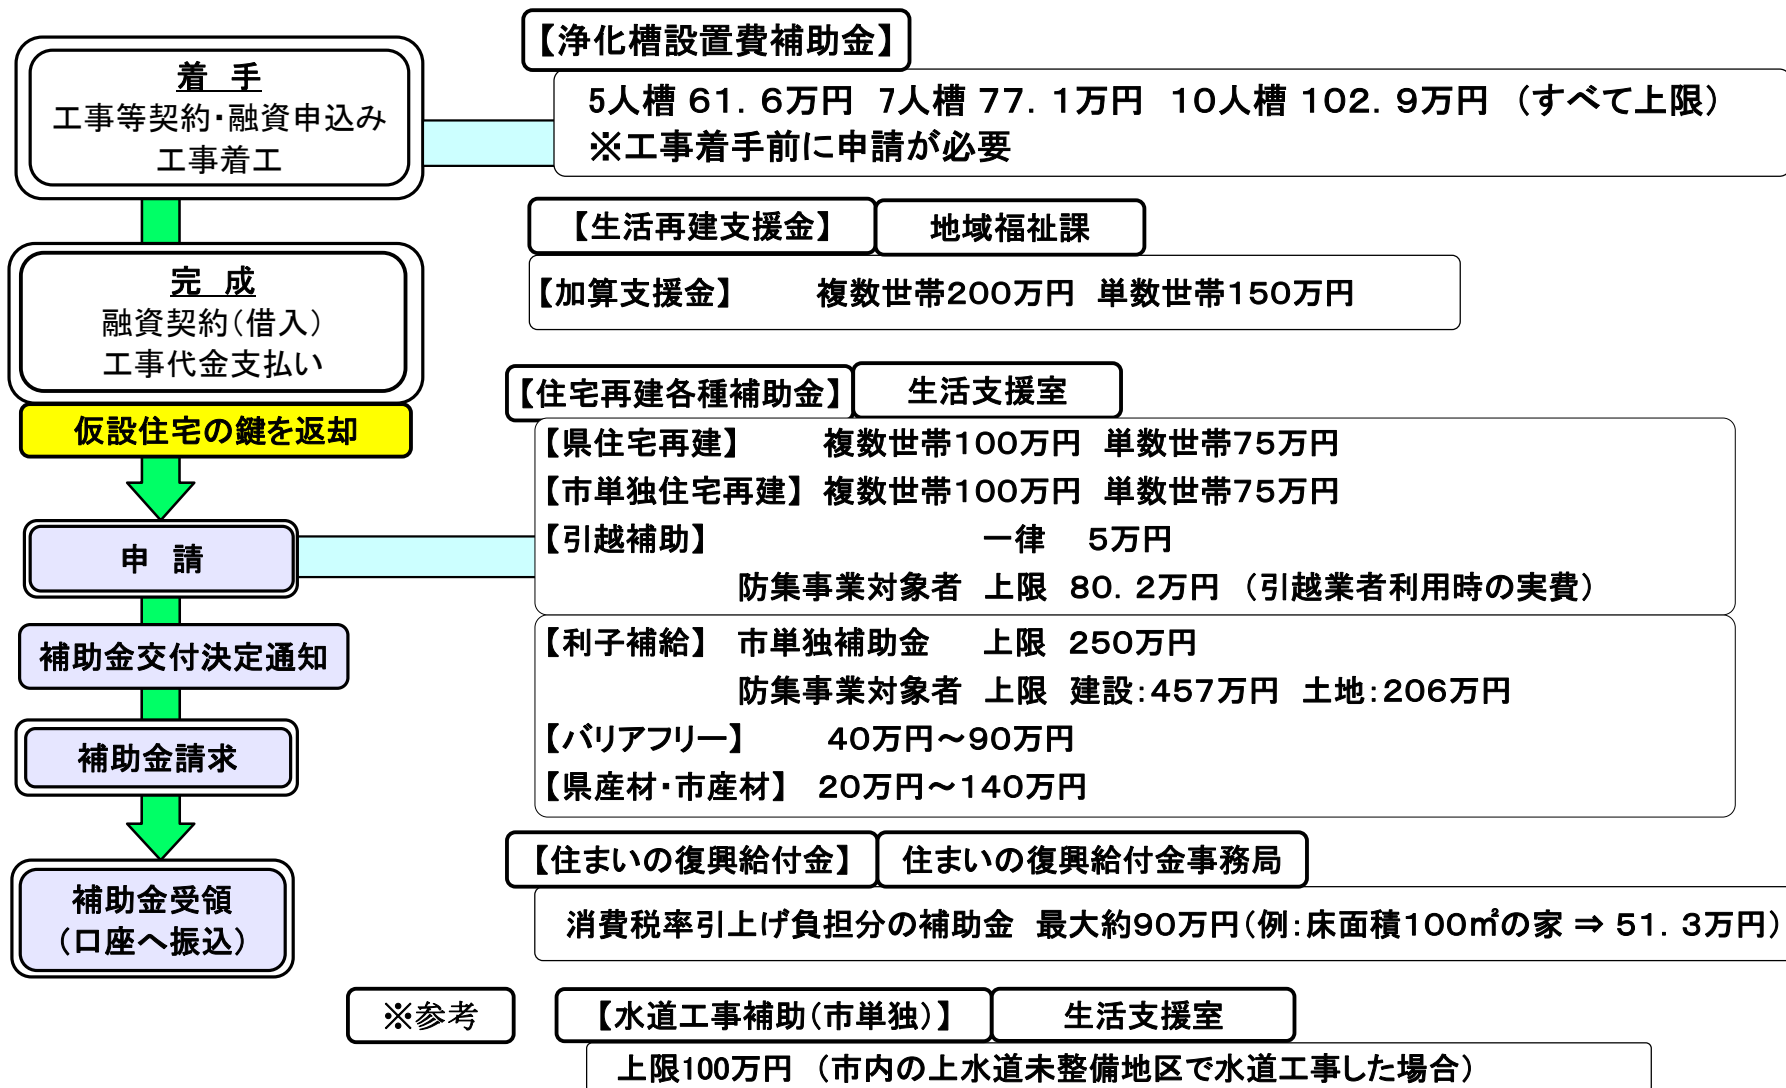 着 手
工事等契約・融資申込み
工事着工
完 成
融資契約(借入)
工事代金支払い
仮設住宅の鍵を返却
申 請
補助金交付決定通知
補助金請求
補助金受領
(口座へ振込)
【浄化槽設置費補助金】
5人槽 61.6万円 7人槽 77.1万円 10人槽 102.9万円 (すべて上限)
※工事着手前に申請が必要
【生活再建支援金】 地域福祉課
【加算支援金】 複数世帯200万円 単数世帯150万円
【住宅再建各種補助金】 生活支援室
【県住宅再建】 複数世帯100万円 単数世帯75万円
【市単独住宅再建】 複数世帯100万円 単数世帯75万円
【引越補助】 一律 5万円
防集事業対象者 上限 80.2万円 (引越業者利用時の実費)
【利子補給】 市単独補助金 上限 250万円
防集事業対象者 上限 建設:457万円 土地:206万円
【バリアフリー】 40万円~90万円
【県産材・市産材】 20万円~140万円
【住まいの復興給付金】 住まいの復興給付金事務局
消費税率引上げ負担分の補助金 最大約90万円(例:床面積100㎡の家 ⇒ 51.3万円)
※参考 【水道工事補助(市単独)】 生活支援室
上限100万円 (市内の上水道未整備地区で水道工事した場合)